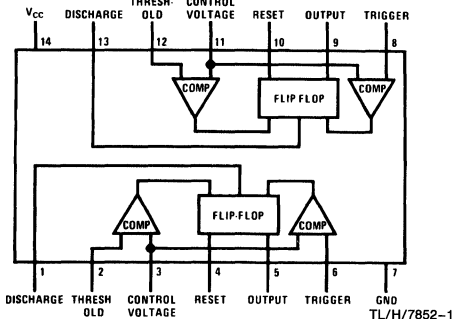 THRESH- CONTROL
VCC DISCHARGE OLD VOLTAGE RESET OUTPUT TRIGGER
14 13 12 11 10 9 8
COMP FLIP FLOP COMP
COMP FLIP-FLOP COMP
1 2 3 4 5 6 7
DISCHARGE THRESH CONTROL RESET OUTPUT TRIGGER GND
OLD VOLTAGE TL/H/7852-1